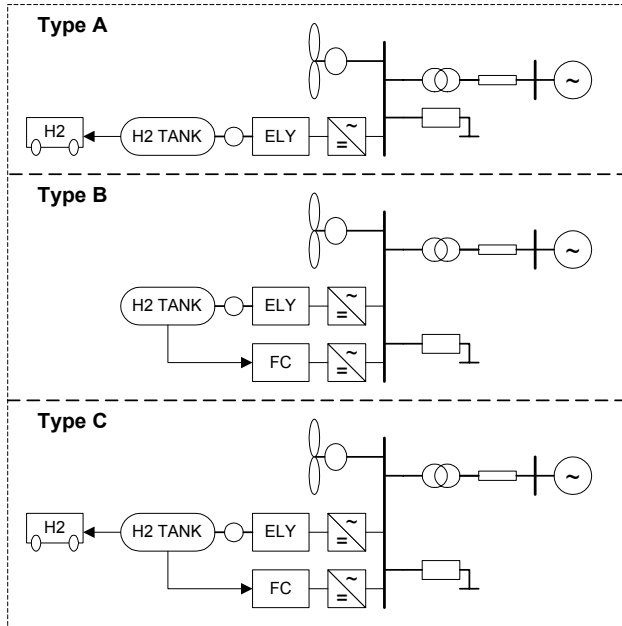 Type A
~
H2
H2 TANK
ELY
~
=
Type B
~
H2 TANK
ELY
~
=
FC
~
=
Type C
~
H2
H2 TANK
ELY
~
=
FC
~
=